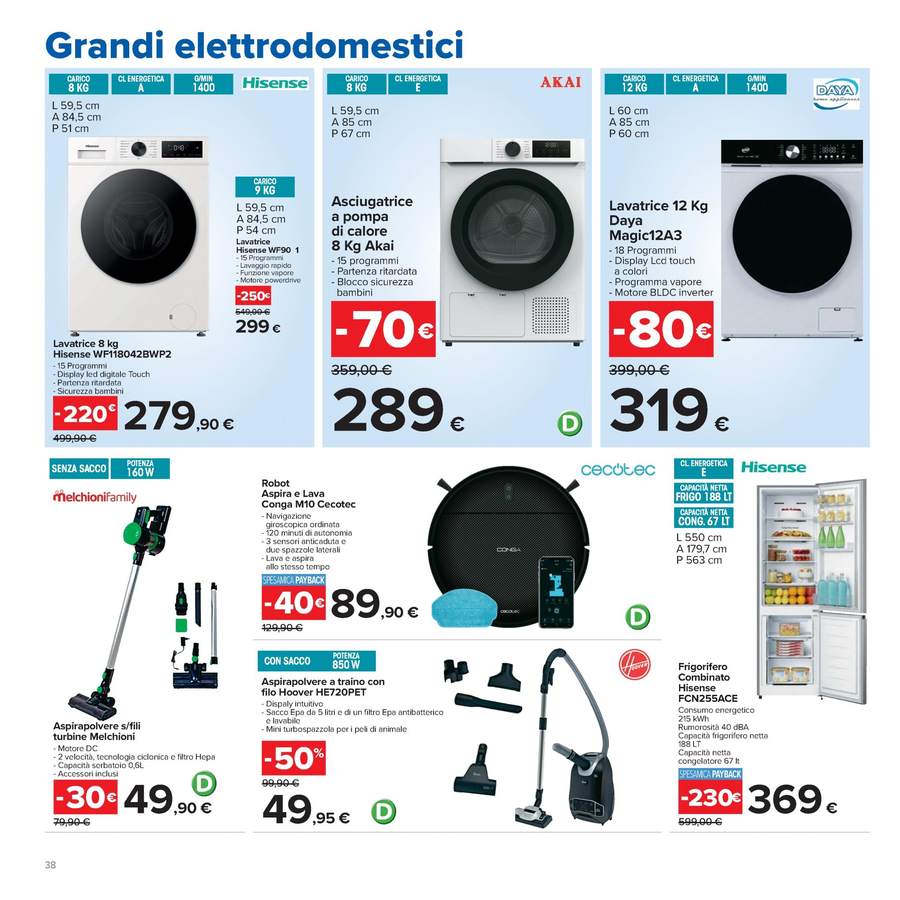 Grandi elettrodomestici
CARICO
8 KG
CL ENERGETICA
A
G/MIN
1400
Hisense
L 59,5 cm
A 84,5 cm
P 51 cm
CARICO
9 KG
L 59,5 cm
A 84,5 cm
P 54 cm
Lavatrice
Hisense WF90 1
- 15 Programmi
- Lavaggio rapido
- Funzione vapore
- Motore powerdrive
-250€
549,00 €
299 €
Lavatrice 8 kg
Hisense WF118042BWP2
- 15 Programmi
- Display led digitale Touch
- Partenza ritardata
- Sicurezza bambini
-220€
279,90 €
499,90 €
CARICO
8 KG
CL ENERGETICA
E
AKAI
L 59,5 cm
A 85 cm
P 67 cm
Asciugatrice
a pompa
di calore
8 Kg Akai
- 15 programmi
- Partenza ritardata
- Blocco sicurezza
bambini
-70€
359,00 €
289 €
D
CARICO
12 KG
CL ENERGETICA
A
G/MIN
1400
DAYA
home appliances
L 60 cm
A 85 cm
P 60 cm
Lavatrice 12 Kg
Daya
Magic12A3
- 18 Programmi
- Display Lcd touch
a colori
- Programma vapore
- Motore BLDC inverter
-80€
399,00 €
319 €
SENZA SACCO
POTENZA
160 W
MelchioniFamily
Aspirapolvere s/fili
turbine Melchioni
- Motore DC
- 2 velocità, tecnologia ciclonica e filtro Hepa
- Capacità serbatoio 0,6L
- Accessori inclusi
-30€
49,90 €
79,90 €
D
cecotec
Robot
Aspira e Lava
Conga M10 Cecotec
- Navigazione
giroscopica ordinata
- 120 minuti di autonomia
- 3 sensori anticaduta e
due spazzole laterali
- Lava e aspira
allo stesso tempo
SPESAMICA PAYBACK
-40€
89,90 €
129,90 €
CONGA
cecotec
D
CON SACCO
POTENZA
850 W
Hoover
Aspirapolvere a traino con
filo Hoover HE720PET
- Dispaly intuitivo
- Sacco Epa da 5 litri e di un filtro Epa antibatterico
e lavabile
- Mini turbospazzola per i peli di animale
-50%
99,90 €
49,95 €
D
CL ENERGETICA
E
Hisense
CAPACITÀ NETTA
FRIGO 188 LT
CAPACITÀ NETTA
CONG. 67 LT
L 550 cm
A 179,7 cm
P 563 cm
Frigorifero
Combinato
Hisense
FCN255ACE
Consumo energetico
215 kWh
Rumorosità 40 dBA
Capacità frigorifero netta
188 LT
Capacità netta
congelatore 67 lt
SPESAMICA PAYBACK
-230€
369 €
599,00 €
38